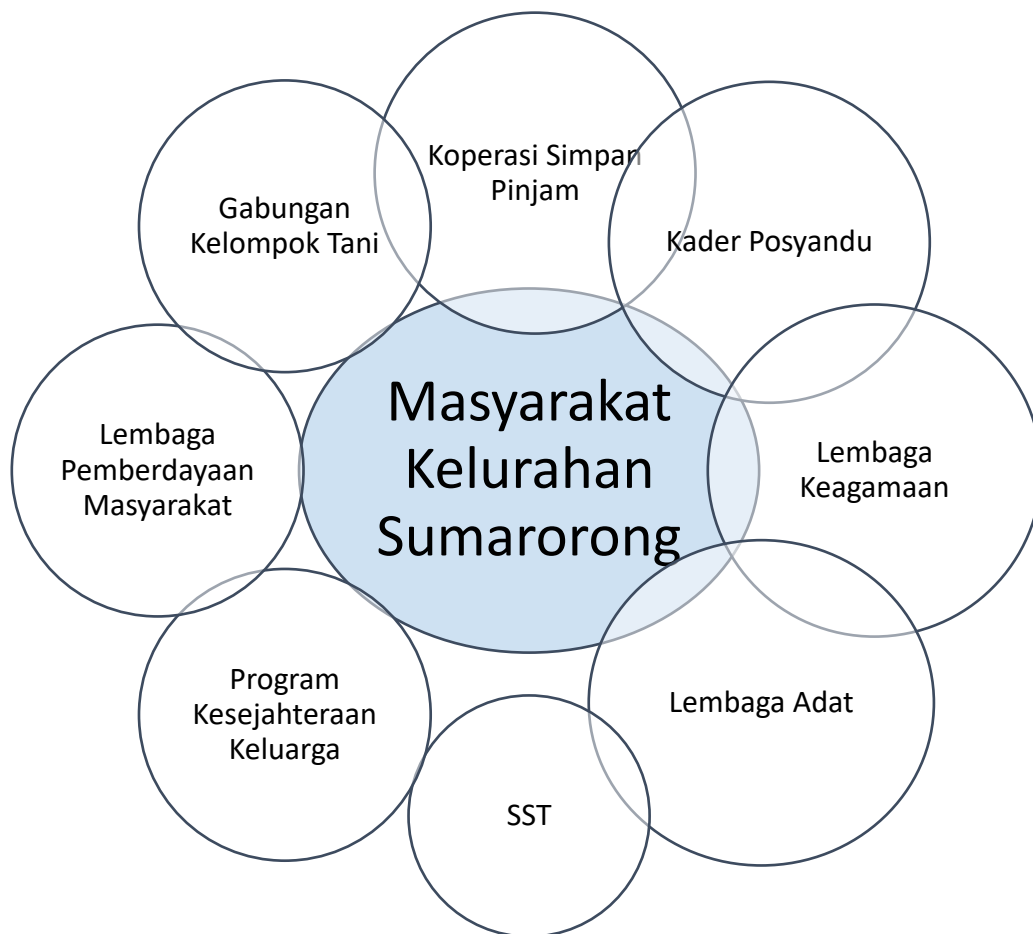 Koperasi Simpan
Pinjam
Kader Posyandu
Lembaga
Keagamaan
Lembaga Adat
SST
Program
Kesejahteraan
Keluarga
Lembaga
Pemberdayaan
Masyarakat
Gabungan
Kelompok Tani
Masyarakat
Kelurahan
Sumarorong